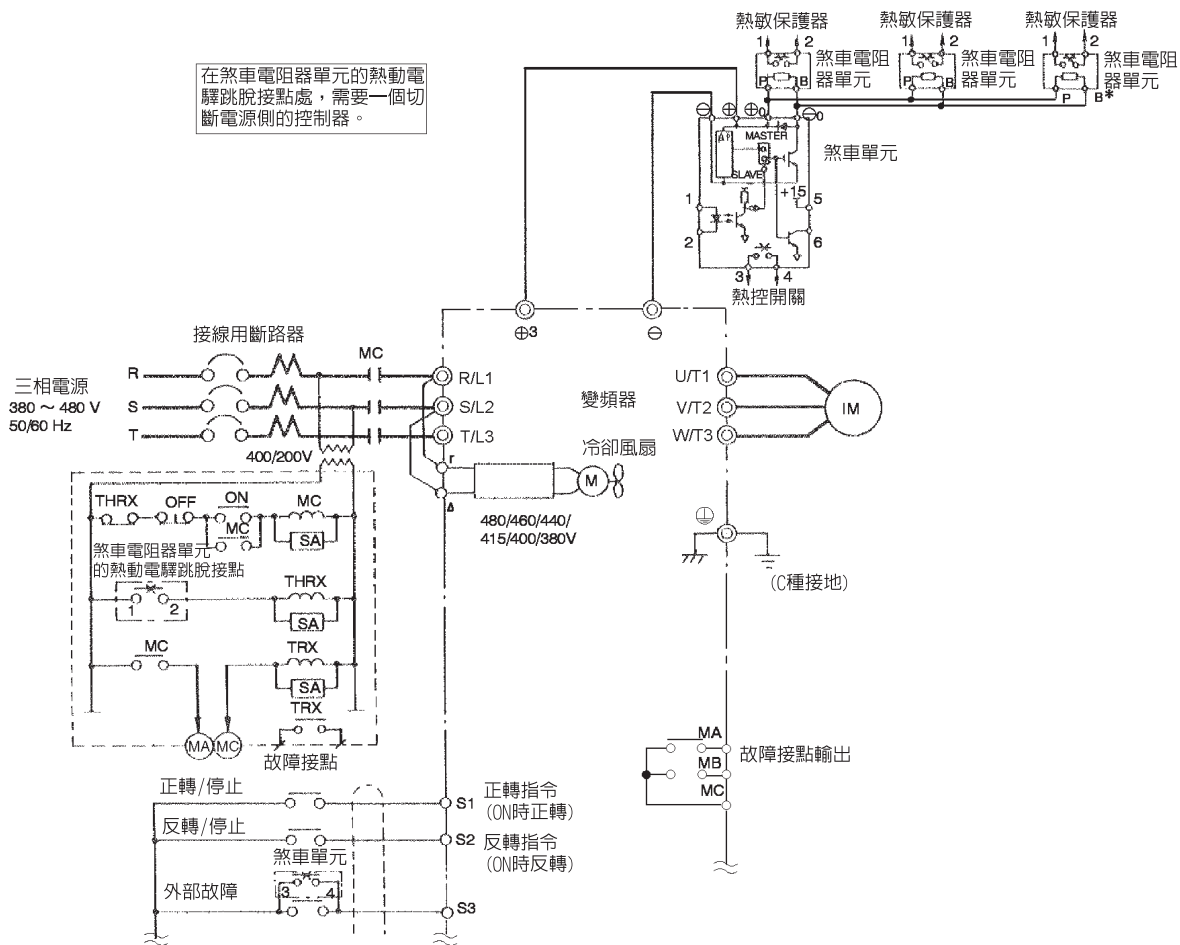 熱敏保護器
熱敏保護器
熱敏保護器
1 2
1 2
1 2
煞車電阻
器單元
煞車電阻
器單元
煞車電阻
器單元
P B
P B
P B*
在煞車電阻器單元的熱動電
驛跳脫接點處，需要一個切
斷電源側的控制器。
⊖ ⊕ ⊕0 ⊖0
MASTER
SLAVE
煞車單元
+15
1
2
5
6
3 4
熱控開關
⊕3
⊖
接線用斷路器
MC
三相電源
380 ～ 480 V
50/60 Hz
R
S
T
R/L1
S/L2
T/L3
變頻器
U/T1
V/T2
W/T3
IM
400/200V
r
冷卻風扇
M
480/460/440/
415/400/380V
THRX
OFF
ON
MC
MC
SA
煞車電阻器單元
的熱動電驛跳脫接點
1 2
THRX
SA
MC
TRX
SA
TRX
MA
MC
故障接點
(C種接地)
MA
MB
MC
故障接點輸出
正轉/停止
S1
正轉指令
(ON時正轉)
反轉/停止
S2
反轉指令
(ON時反轉)
煞車單元
3 4
外部故障
S3